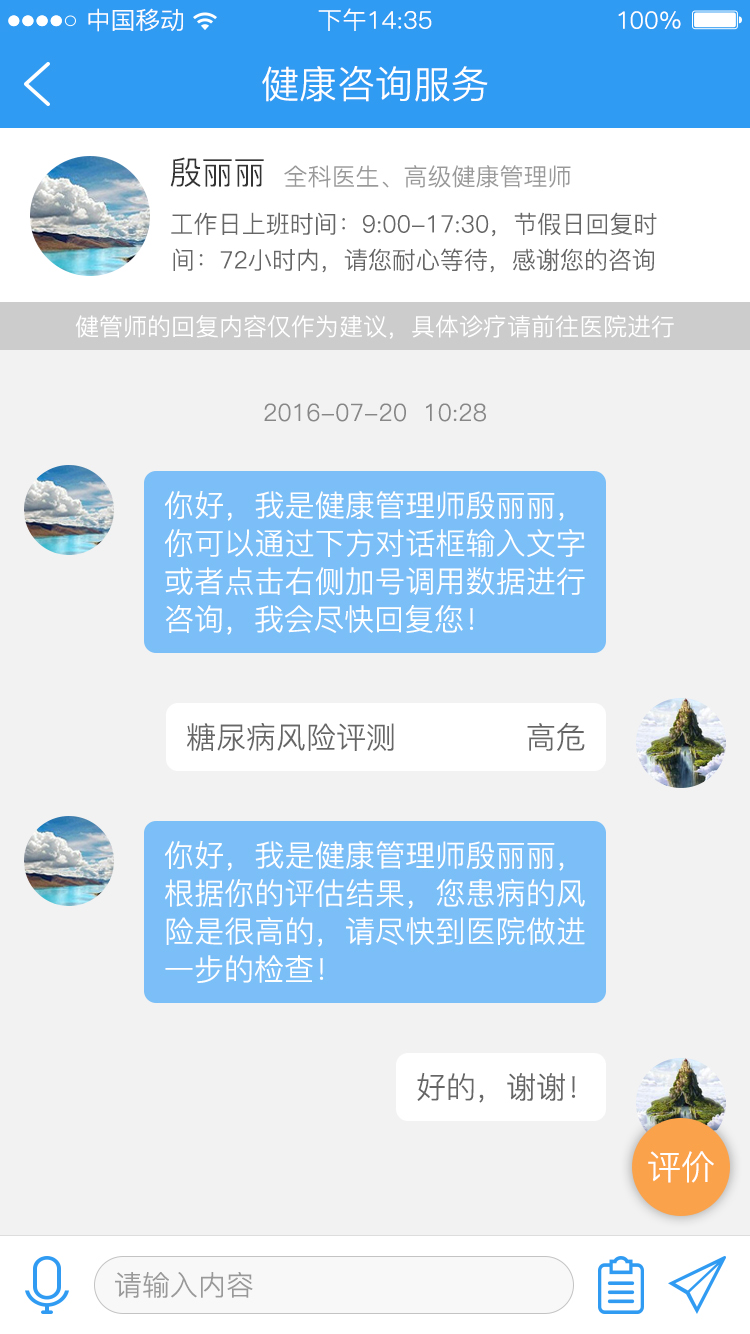 中国移动 下午14:35 100%
健康咨询服务
殷丽丽 全科医生、高级健康管理师
工作日上班时间：9:00-17:30，节假日回复时
间：72小时内，请您耐心等待，感谢您的咨询
健管师的回复内容仅作为建议，具体诊疗请前往医院进行
2016-07-20 10:28
你好，我是健康管理师殷丽丽，
你可以通过下方对话框输入文字
或者点击右侧加号调用数据进行
咨询，我会尽快回复您！
糖尿病风险评测 高危
你好，我是健康管理师殷丽丽，
根据你的评估结果，您患病的风
险是很高的，请尽快到医院做进
一步的检查！
好的，谢谢！
评价
请输入内容